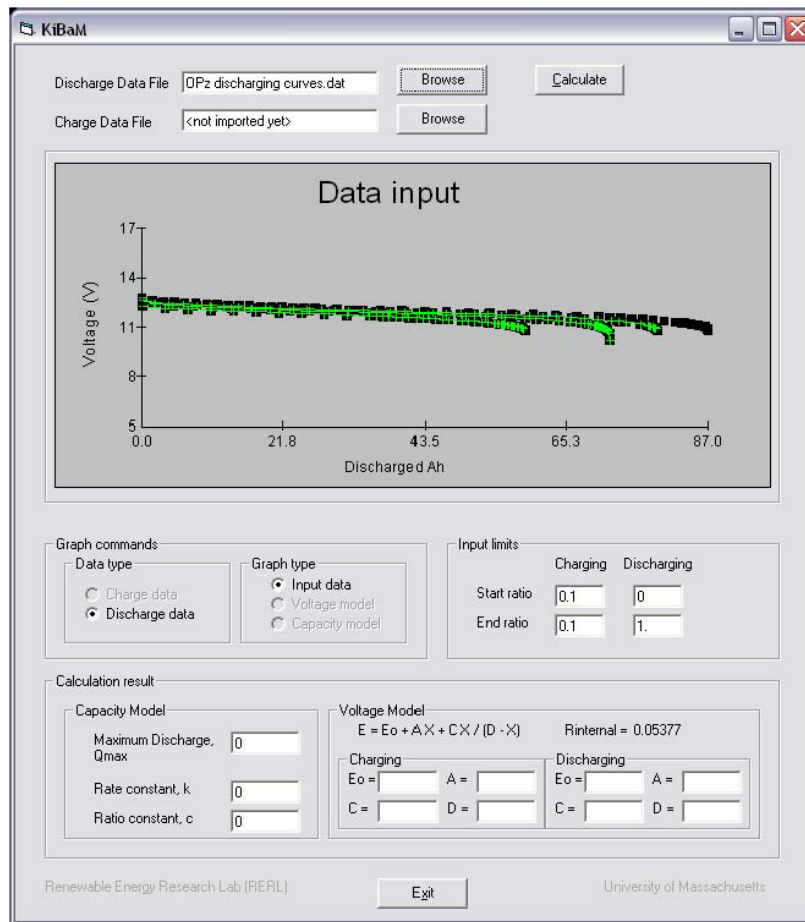 KiBaM
Discharge Data File OPz discharging curves.dat Browse Calculate
Charge Data File <not imported yet> Browse
Data input
Voltage (V)
17
14
11
8
5
0.0 21.8 43.5 65.3 87.0
Discharged Ah
Graph commands
Data type
Charge data
Discharge data
Graph type
Input data
Voltage model
Capacity model
Input limits
Charging Discharging
Start ratio 0.1 0
End ratio 0.1 1.
Calculation result
Capacity Model
Maximum Discharge, Qmax 0
Rate constant, k 0
Ratio constant, c 0
Voltage Model
E = Eo + A X + C X / (D - X) Rinternal = 0.05377
Charging
Eo = A =
C = D =
Discharging
Eo = A =
C = D =
Renewable Energy Research Lab (RERL) Exit University of Massachusetts